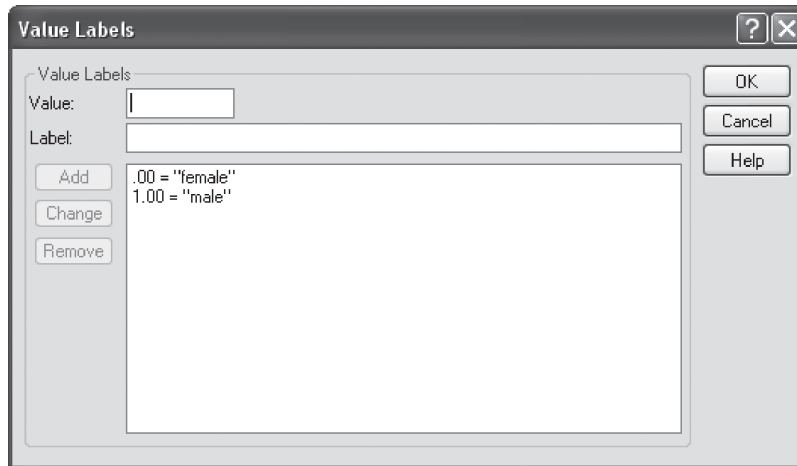 Value Labels
Value Labels
Value:
Label:
OK
Cancel
Help
Add
Change
Remove
.00 = "female"
1.00 = "male"